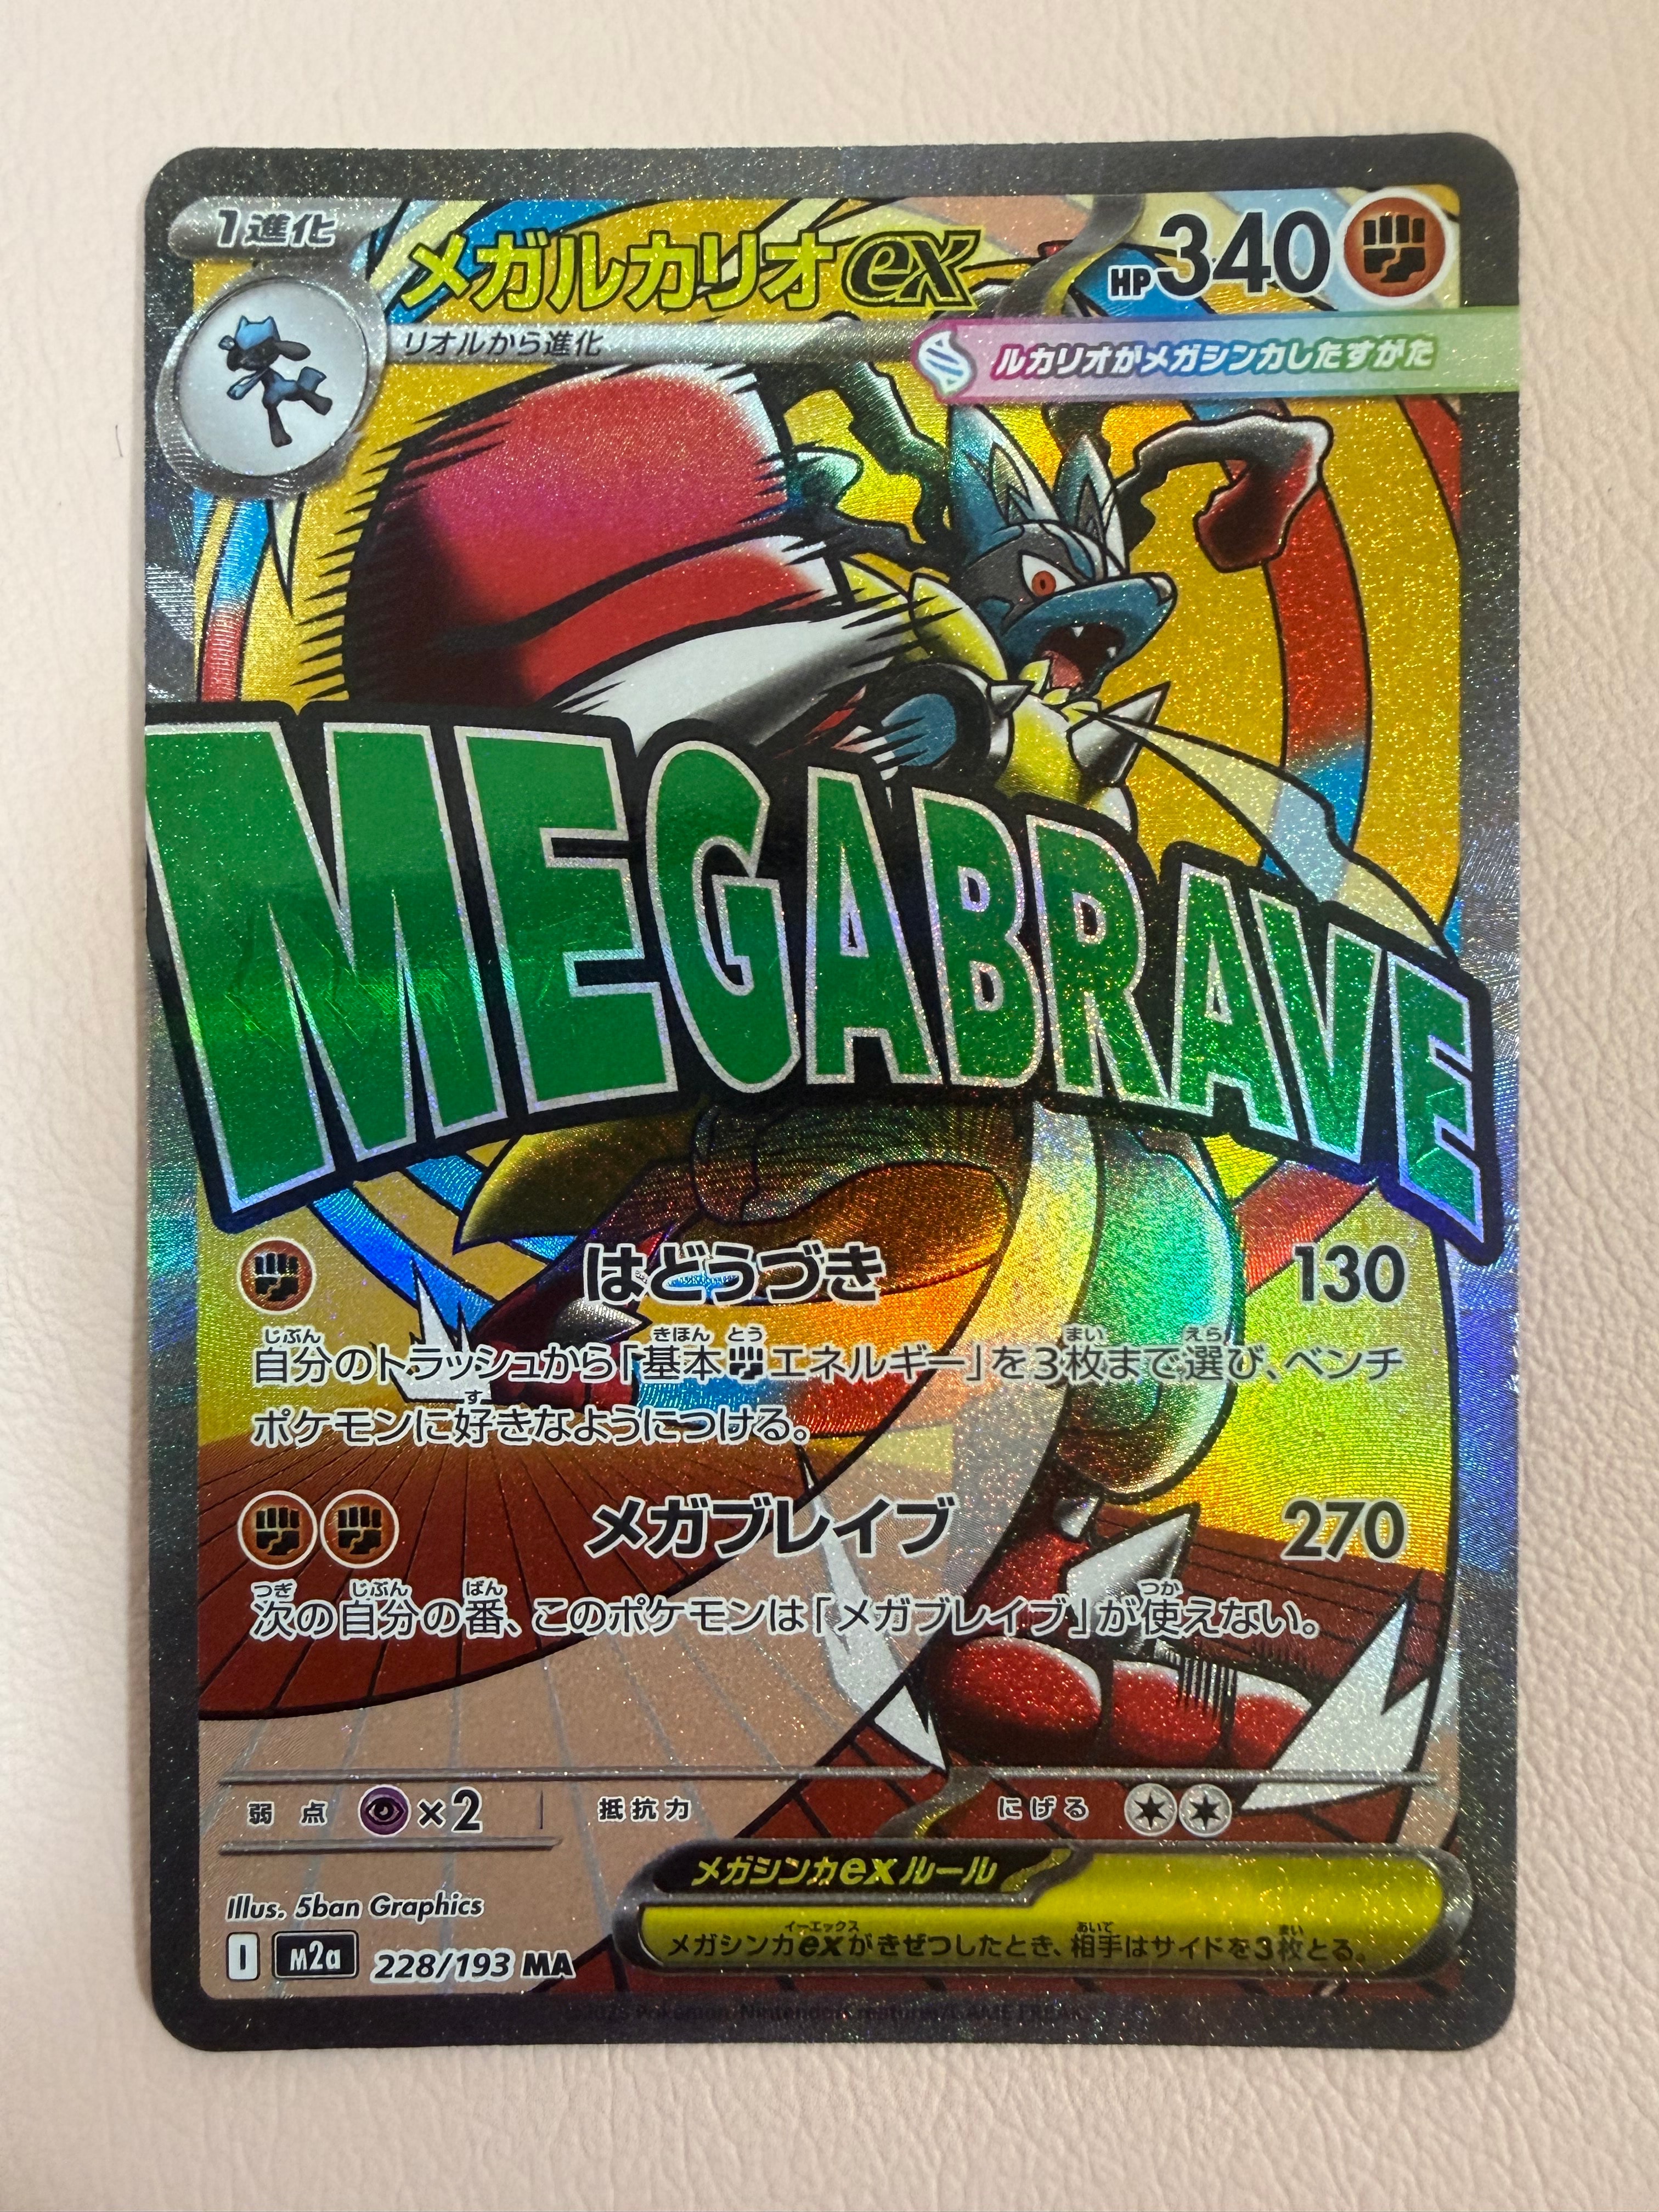 1進化
メガルカリオex
HP340
リオルから進化
ルカリオがメガシンカしたすがた
MEGABRAVE
はどうづき 130
自分のトラッシュから「基本エネルギー」を3枚まで選び、ベンチ
ポケモンに好きなようにつける。
メガブレイブ 270
次の自分の番、このポケモンは「メガブレイブ」が使えない。
弱点 ×2 抵抗力 にげる
メガシンカexルール
メガシンカexがきぜつしたとき、相手はサイドを3枚とる。
Illus. 5ban Graphics
I m2a 228/193 MA
©2025 Pokémon/Nintendo/Creatures/GAME FREAK